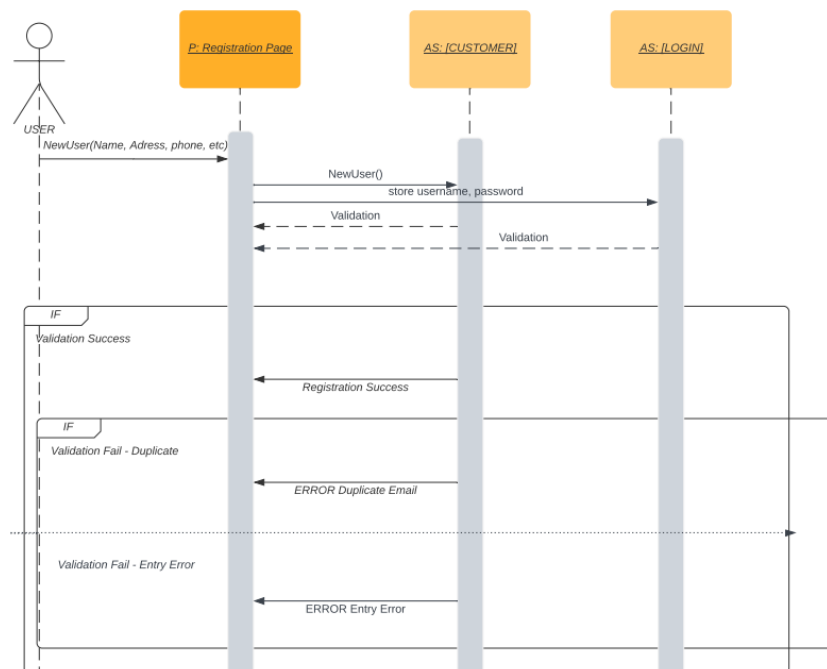 P: Registration Page
AS: [CUSTOMER]
AS: [LOGIN]
USER
NewUser(Name, Adress, phone, etc)
NewUser()
store username, password
Validation
Validation
IF
Validation Success
Registration Success
IF
Validation Fail - Duplicate
ERROR Duplicate Email
Validation Fail - Entry Error
ERROR Entry Error